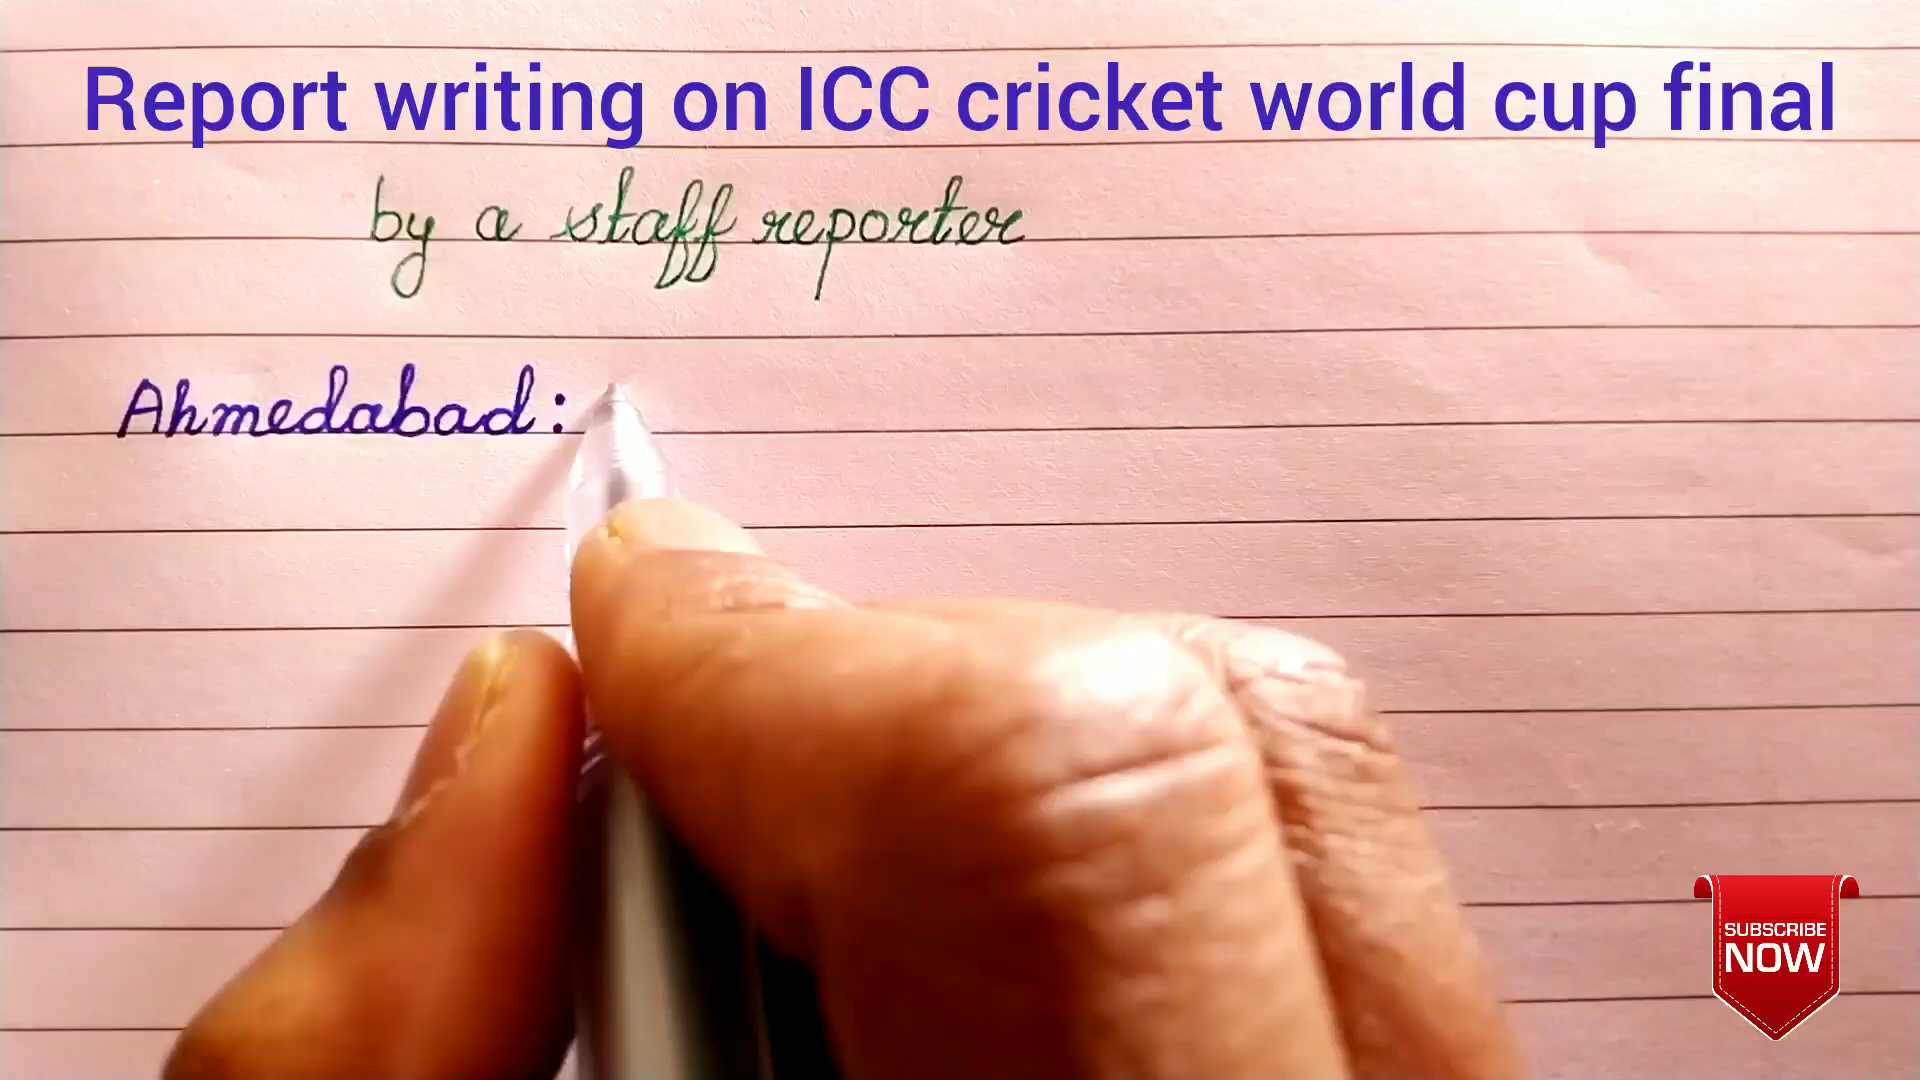 Report writing on ICC cricket world cup final
by a staff reporter
Ahmedabad:
SUBSCRIBE
NOW